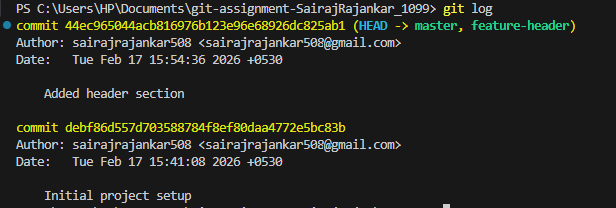 PS C:\Users\HP\Documents\git-assignment-SairajRajankar_1099> git log
commit 44ec965044acb816976b123e96e68926dc825ab1 (HEAD -> master, feature-header)
Author: sairajrajankar508 <sairajrajankar508@gmail.com>
Date:   Tue Feb 17 15:54:36 2026 +0530
Added header section
commit debf86d557d703588784f8ef80daa4772e5bc83b
Author: sairajrajankar508 <sairajrajankar508@gmail.com>
Date:   Tue Feb 17 15:41:08 2026 +0530
Initial project setup